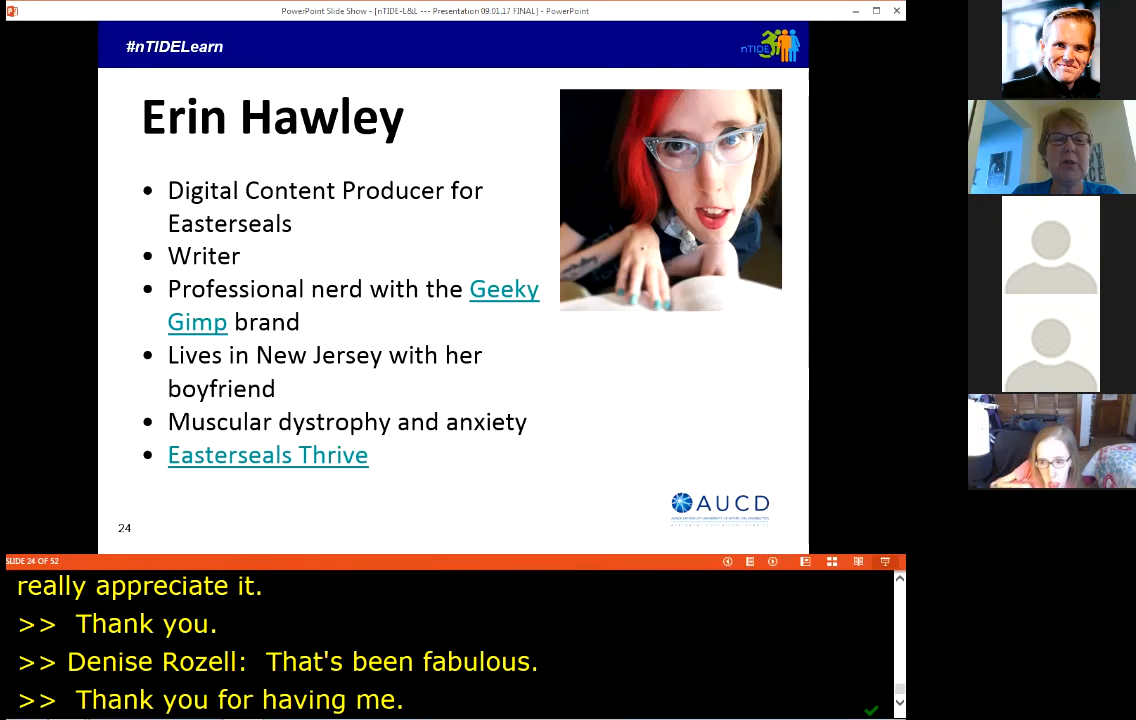 PowerPoint Slide Show - [nTIDE-L&L --- Presentation 09.01.17 FINAL] - PowerPoint
#nTIDELearn
nTIDE
Erin Hawley
• Digital Content Producer for
Easterseals
• Writer
• Professional nerd with the Geeky
Gimp brand
• Lives in New Jersey with her
boyfriend
• Muscular dystrophy and anxiety
• Easterseals Thrive
AUCD
24
SLIDE 24 OF 52
really appreciate it.
>> Thank you.
>> Denise Rozell: That's been fabulous.
>> Thank you for having me.